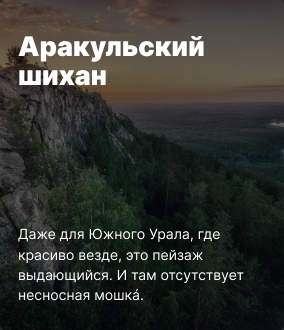 Аракульский
шихан
Даже для Южного Урала, где
красиво везде, это пейзаж
выдающийся. И там отсутствует
несносная мошка́.